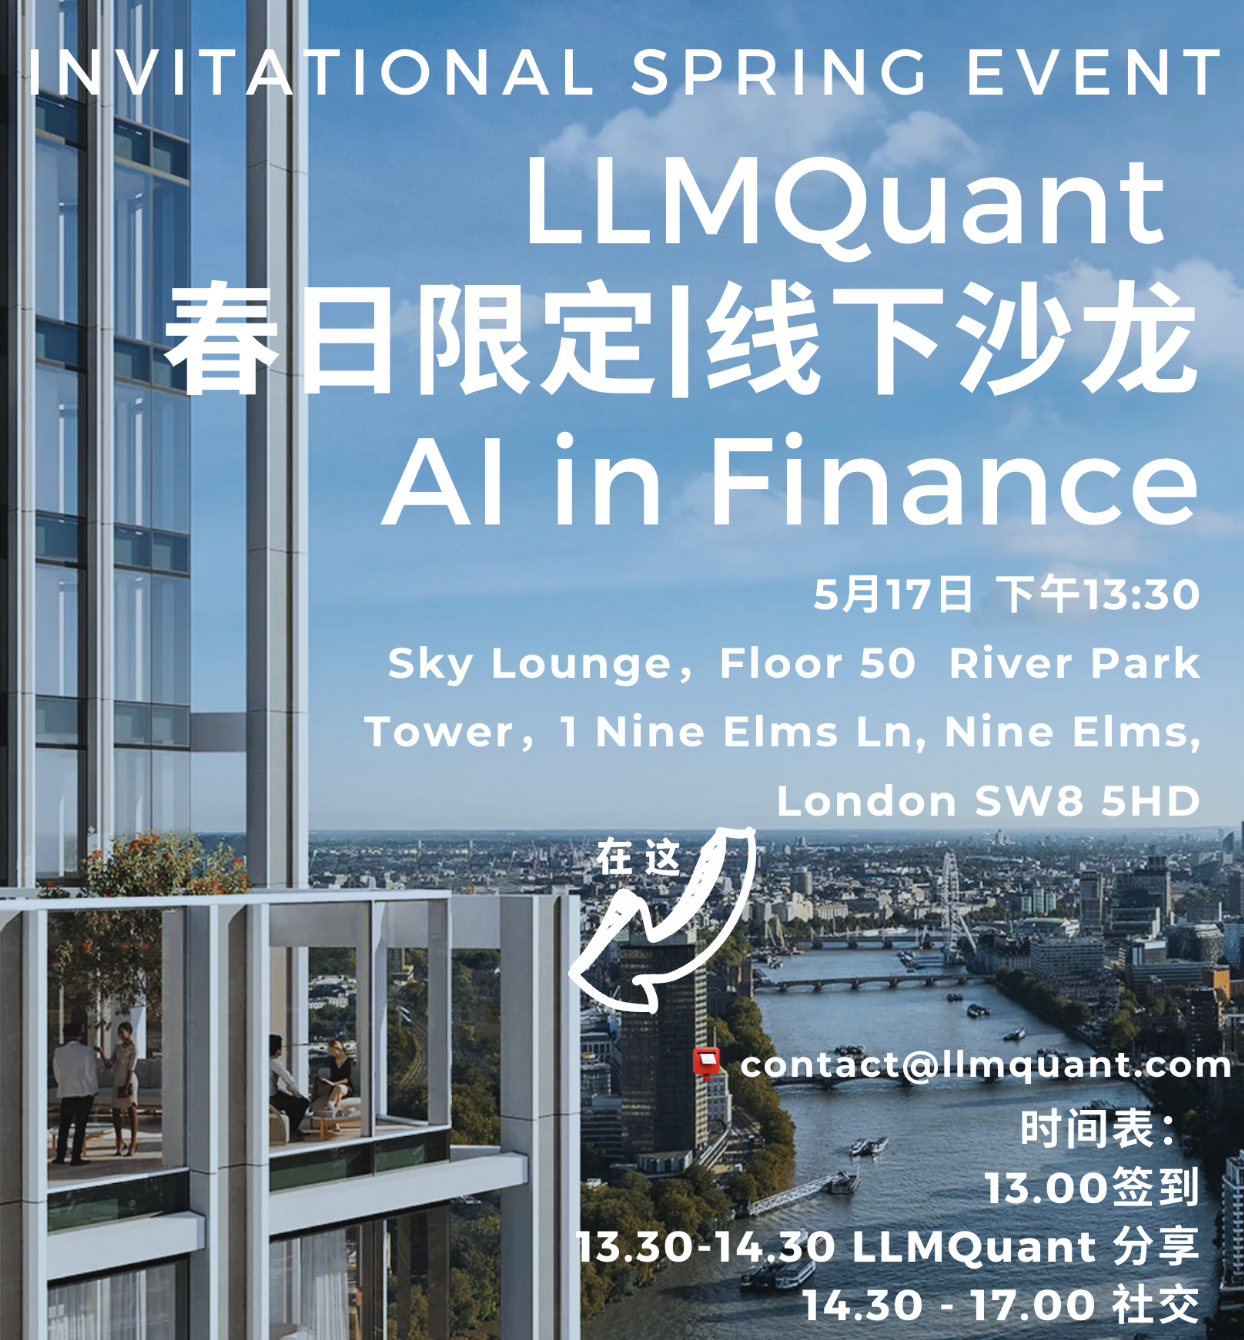 INVITATIONAL SPRING EVENT
LLMQuant
春日限定|线下沙龙
AI in Finance
5月17日 下午13:30
Sky Lounge，Floor 50 River Park
Tower，1 Nine Elms Ln, Nine Elms,
London SW8 5HD
在这
contact@llmquant.com
时间表：
13.00签到
13.30-14.30 LLMQuant 分享
14.30 - 17.00 社交